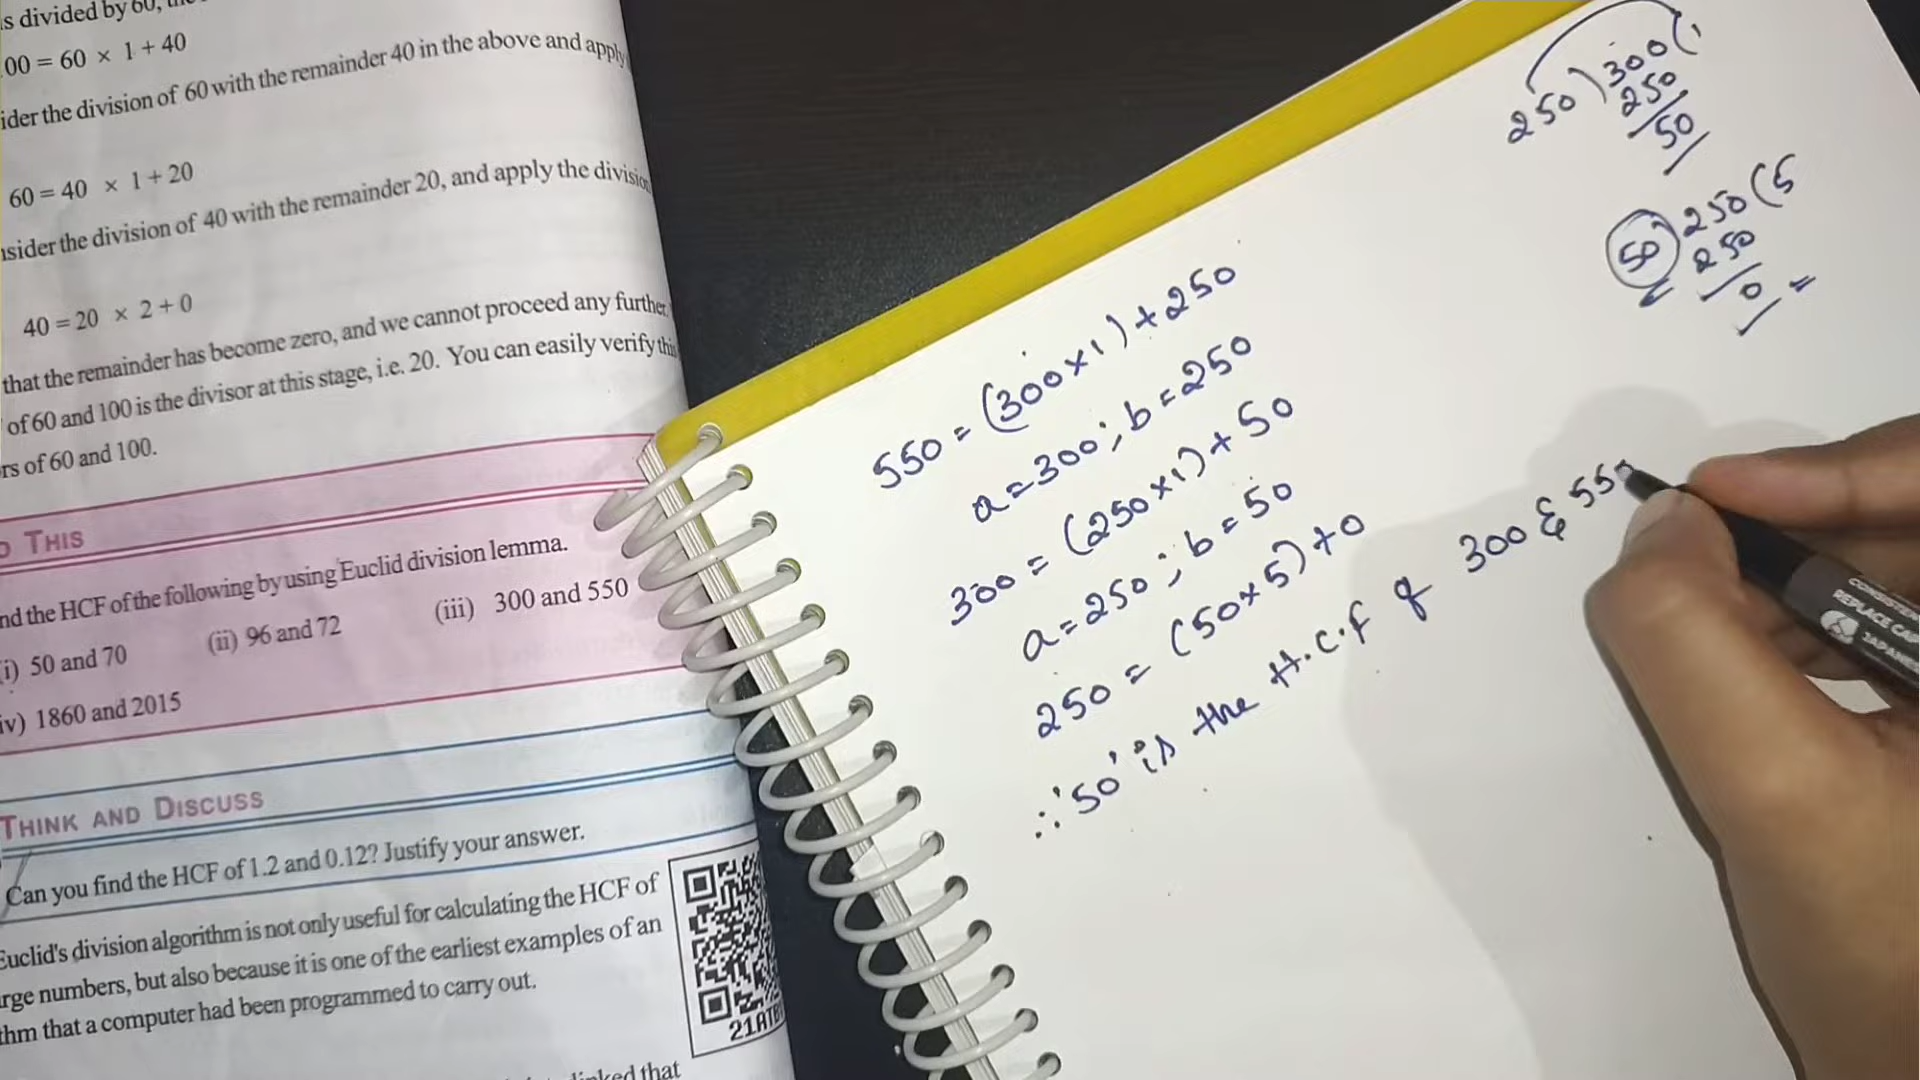 is divided by 60, the
00 = 60 × 1 + 40
ider the division of 60 with the remainder 40 in the above and apply
60 = 40 × 1 + 20
nsider the division of 40 with the remainder 20, and apply the division
40 = 20 × 2 + 0
that the remainder has become zero, and we cannot proceed any further.
of 60 and 100 is the divisor at this stage, i.e. 20. You can easily verify this
rs of 60 and 100.
O THIS
nd the HCF of the following by using Euclid division lemma.
i) 50 and 70 (ii) 96 and 72 (iii) 300 and 550
iv) 1860 and 2015
THINK AND DISCUSS
Can you find the HCF of 1.2 and 0.12? Justify your answer.
Euclid's division algorithm is not only useful for calculating the HCF of
arge numbers, but also because it is one of the earliest examples of an
thm that a computer had been programmed to carry out.
linked that
550 = (300×1) + 250
a = 300 ; b = 250
300 = (250×1) + 50
a = 250 ; b = 50
250 = (50×5) + 0
∴ '50' is the H.C.F of 300 & 550
250 ) 300 (1
250
50
50 ) 250 (5
250
0
REPLACE CAP